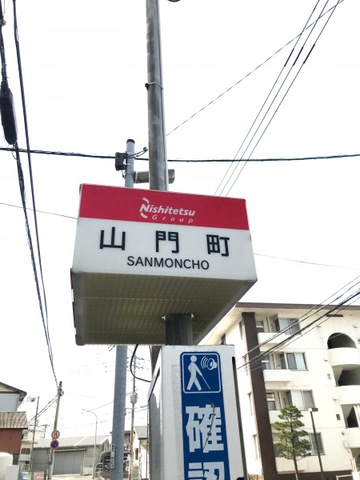 Nishitetsu
Group
山門町
SANMONCHO
確認